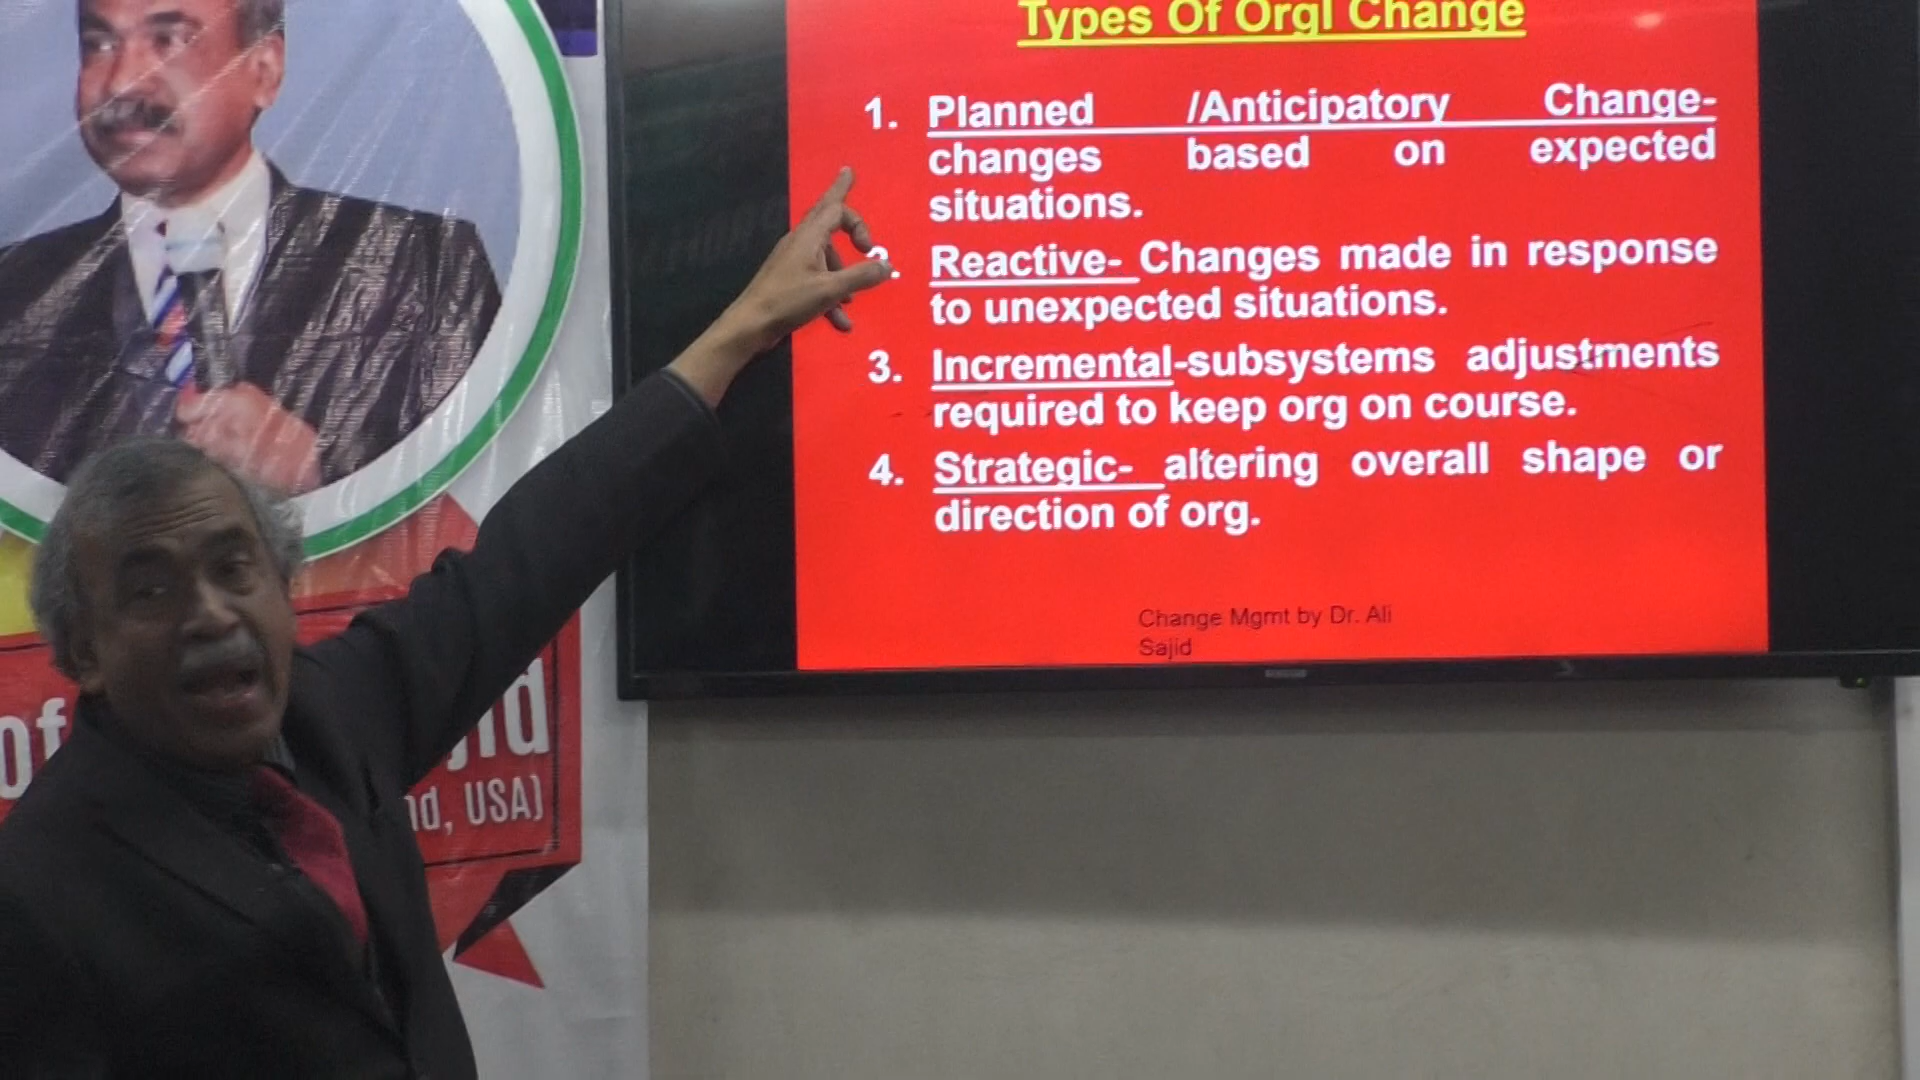 Types Of Orgl Change
1. Planned /Anticipatory Change-
changes based on expected
situations.
2. Reactive- Changes made in response
to unexpected situations.
3. Incremental-subsystems adjustments
required to keep org on course.
4. Strategic- altering overall shape or
direction of org.
Change Mgmt by Dr. Ali
Sajid
USA)